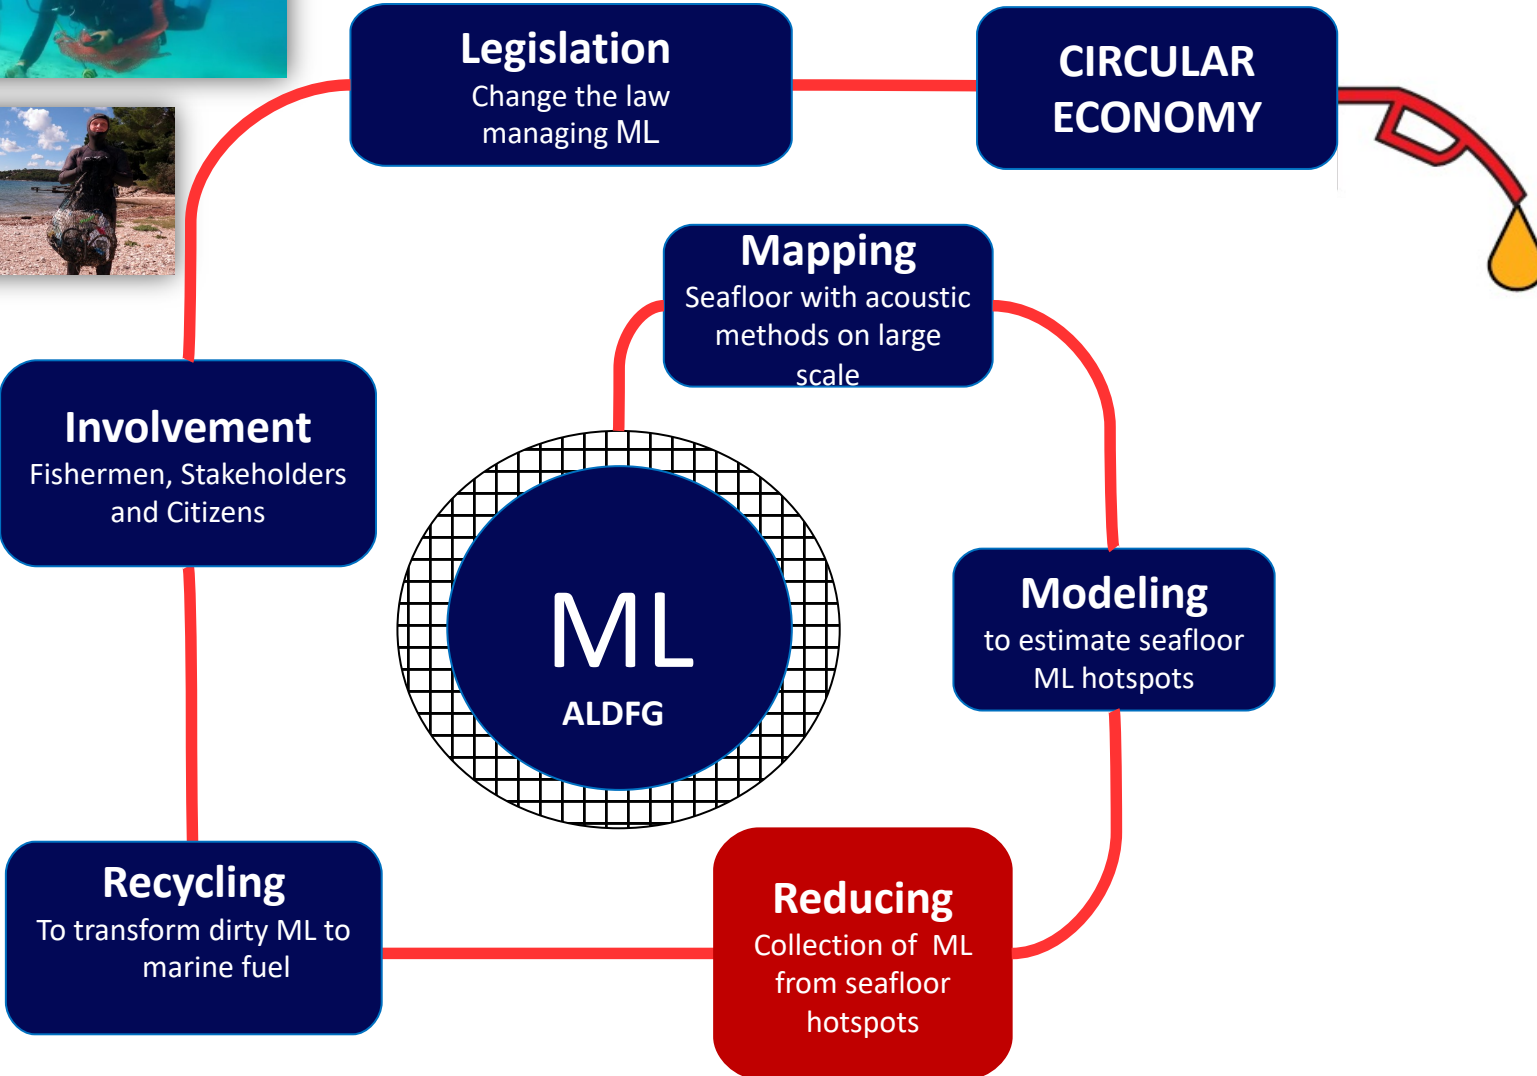 Legislation
Change the law
managing ML
CIRCULAR
ECONOMY
Mapping
Seafloor with acoustic
methods on large
scale
Involvement
Fishermen, Stakeholders
and Citizens
ML
ALDFG
Modeling
to estimate seafloor
ML hotspots
Recycling
To transform dirty ML to
marine fuel
Reducing
Collection of ML
from seafloor
hotspots